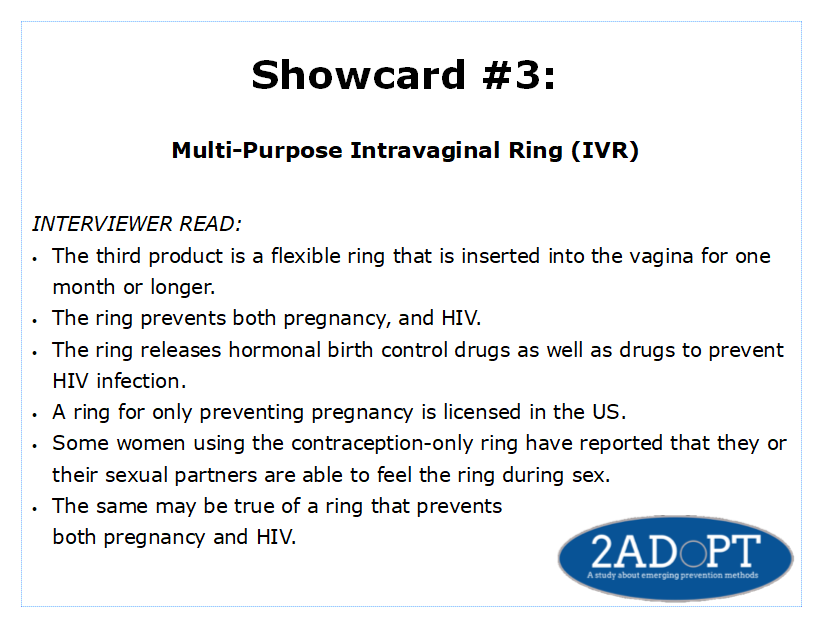 Showcard #3:
Multi-Purpose Intravaginal Ring (IVR)
INTERVIEWER READ:
• The third product is a flexible ring that is inserted into the vagina for one
month or longer.
• The ring prevents both pregnancy, and HIV.
• The ring releases hormonal birth control drugs as well as drugs to prevent
HIV infection.
• A ring for only preventing pregnancy is licensed in the US.
• Some women using the contraception-only ring have reported that they or
their sexual partners are able to feel the ring during sex.
• The same may be true of a ring that prevents
both pregnancy and HIV.
2ADOPT
A study about emerging prevention methods